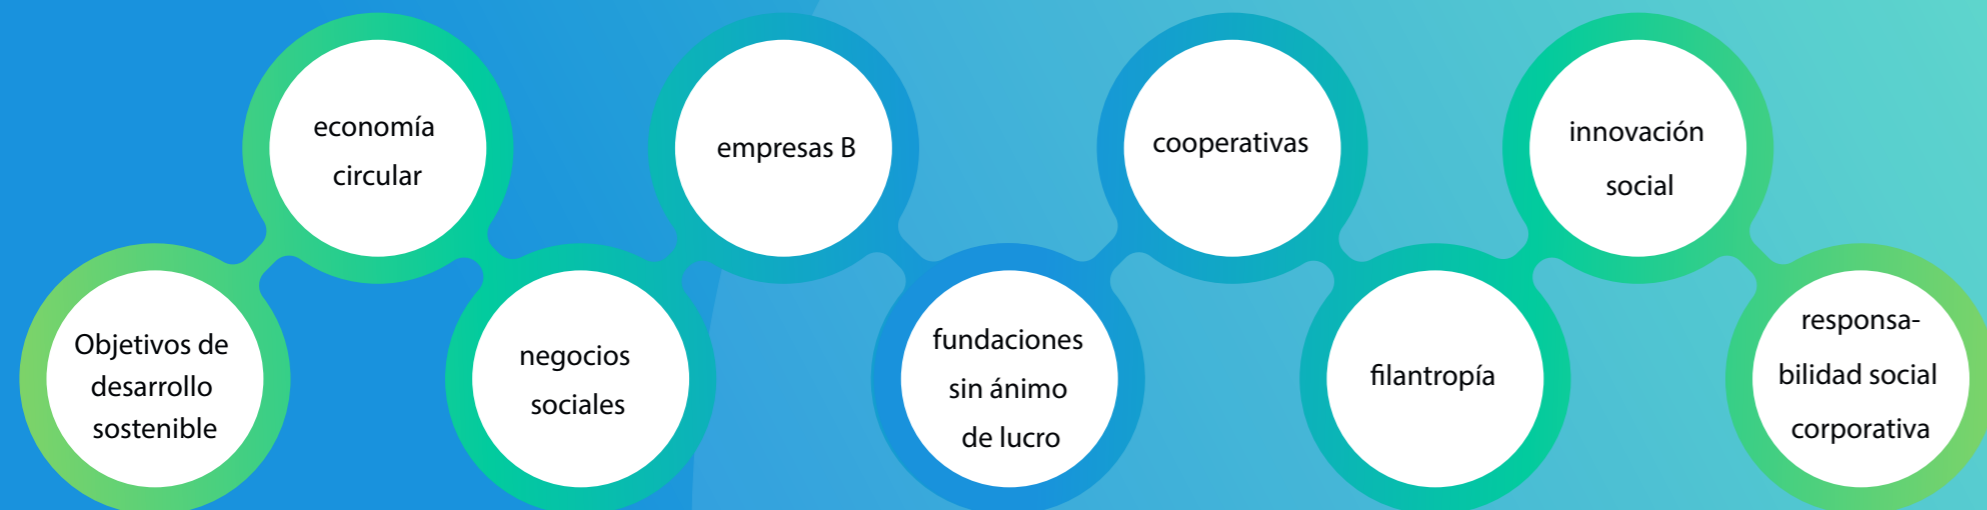 Objetivos de
desarrollo
sostenible
economía
circular
negocios
sociales
empresas B
fundaciones
sin ánimo
de lucro
cooperativas
filantropía
innovación
social
responsa-
bilidad social
corporativa